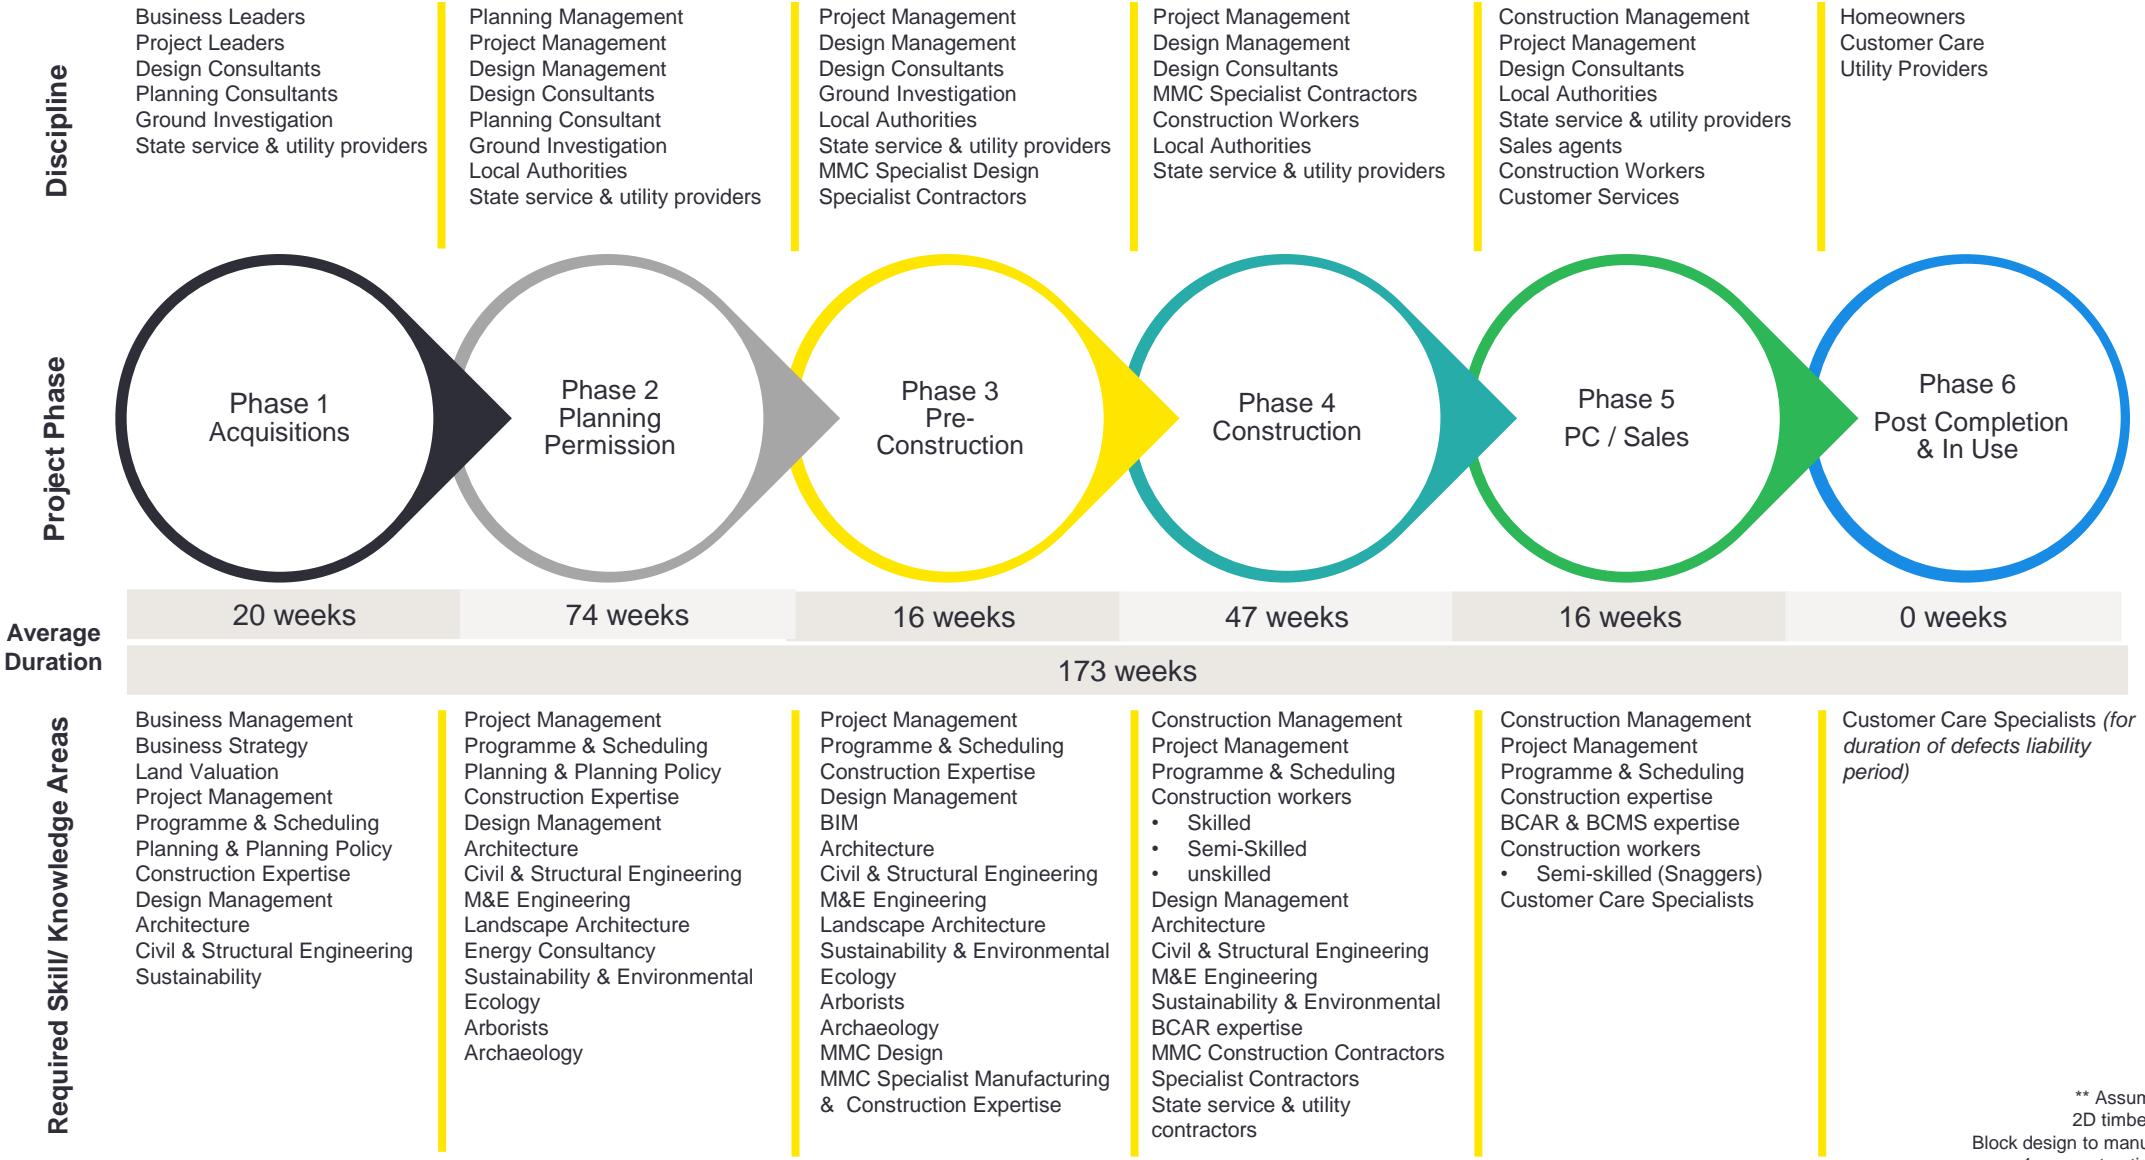 Discipline
Business Leaders
Project Leaders
Design Consultants
Planning Consultants
Ground Investigation
State service & utility providers
Planning Management
Project Management
Design Management
Design Consultants
Planning Consultant
Ground Investigation
Local Authorities
State service & utility providers
Project Management
Design Management
Design Consultants
Ground Investigation
Local Authorities
State service & utility providers
MMC Specialist Design
Specialist Contractors
Project Management
Design Management
Design Consultants
MMC Specialist Contractors
Construction Workers
Local Authorities
State service & utility providers
Construction Management
Project Management
Design Consultants
Local Authorities
State service & utility providers
Sales agents
Construction Workers
Customer Services
Homeowners
Customer Care
Utility Providers
Project Phase
Phase 1
Acquisitions
Phase 2
Planning
Permission
Phase 3
Pre-
Construction
Phase 4
Construction
Phase 5
PC / Sales
Phase 6
Post Completion
& In Use
Average
Duration
20 weeks
74 weeks
16 weeks
47 weeks
16 weeks
0 weeks
173 weeks
Required Skill/ Knowledge Areas
Business Management
Business Strategy
Land Valuation
Project Management
Programme & Scheduling
Planning & Planning Policy
Construction Expertise
Design Management
Architecture
Civil & Structural Engineering
Sustainability
Project Management
Programme & Scheduling
Planning & Planning Policy
Construction Expertise
Design Management
Architecture
Civil & Structural Engineering
M&E Engineering
Landscape Architecture
Energy Consultancy
Sustainability & Environmental
Ecology
Arborists
Archaeology
Project Management
Programme & Scheduling
Construction Expertise
Design Management
BIM
Architecture
Civil & Structural Engineering
M&E Engineering
Landscape Architecture
Sustainability & Environmental
Ecology
Arborists
Archaeology
MMC Design
MMC Specialist Manufacturing
& Construction Expertise
Construction Management
Project Management
Programme & Scheduling
Construction workers
• Skilled
• Semi-Skilled
• unskilled
Design Management
Architecture
Civil & Structural Engineering
M&E Engineering
Sustainability & Environmental
BCAR expertise
MMC Construction Contractors
Specialist Contractors
State service & utility
contractors
Construction Management
Project Management
Programme & Scheduling
Construction expertise
BCAR & BCMS expertise
Construction workers
• Semi-skilled (Snaggers)
Customer Care Specialists
Customer Care Specialists (for
duration of defects liability
period)
** Assum
2D timbe
Block design to manu